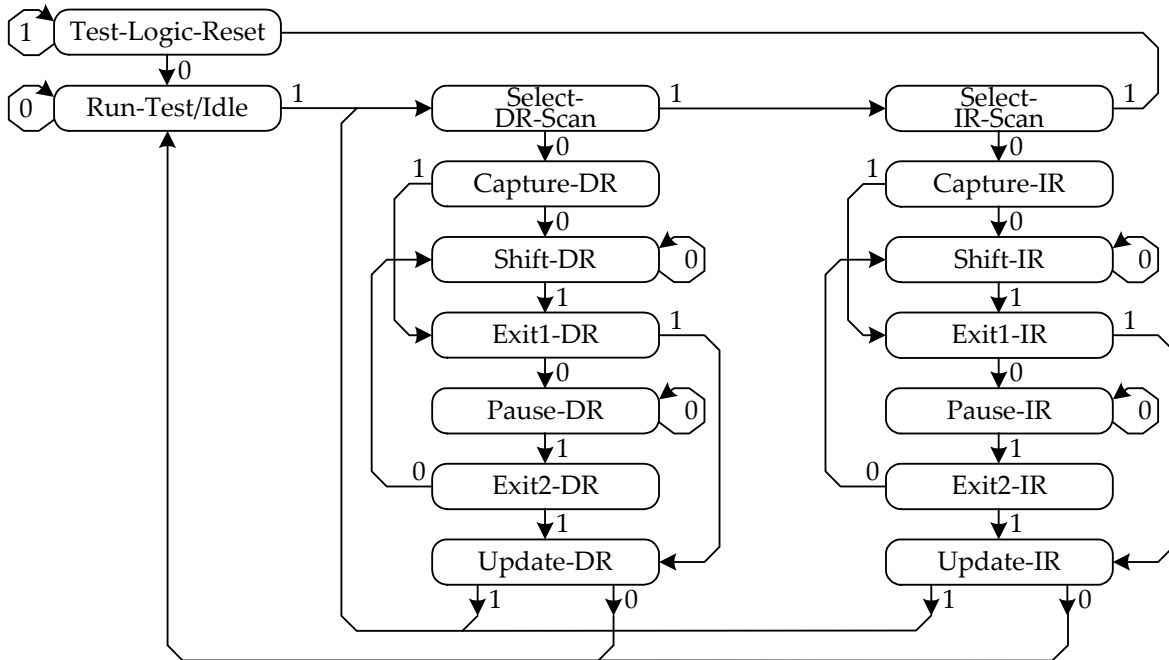 1 Test-Logic-Reset
0
0 Run-Test/Idle 1 Select- 1 Select- 1
DR-Scan IR-Scan
0 0
1 Capture-DR 1 Capture-IR
0 0
Shift-DR 0 Shift-IR 0
1 1
Exit1-DR 1 Exit1-IR 1
0 0
Pause-DR 0 Pause-IR 0
1 1
0 Exit2-DR 0 Exit2-IR
1 1
Update-DR Update-IR
1 0 1 0